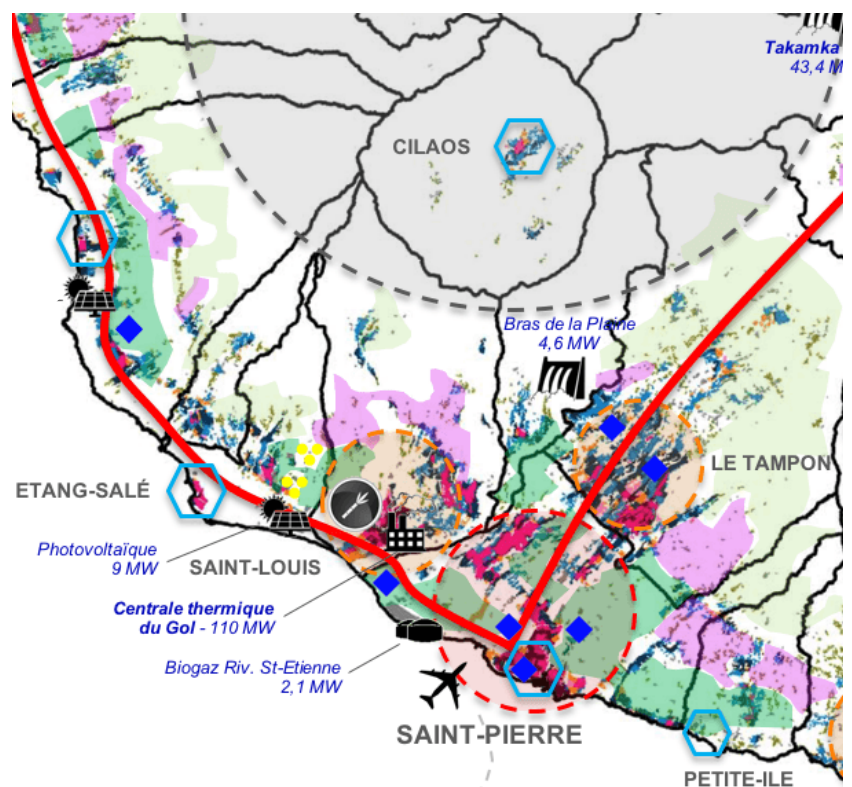 Takamka
43,4 M
CILAOS
Bras de la Plaine
4,6 MW
LE TAMPON
ETANG-SALÉ
Photovoltaïque
9 MW
SAINT-LOUIS
Centrale thermique
du Gol - 110 MW
Biogaz Riv. St-Etienne
2,1 MW
SAINT-PIERRE
PETITE-ILE